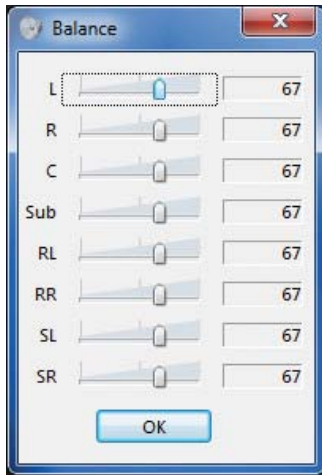 Balance
L 67
R 67
C 67
Sub 67
RL 67
RR 67
SL 67
SR 67
OK